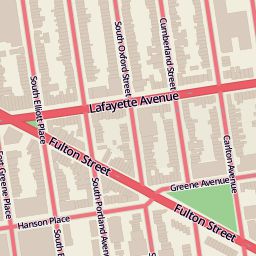 South Oxford Street
Cumberland Street
South Elliott Place
Lafayette Avenue
Fulton Street
Carlton Avenue
Greene Avenue
Fort Greene Place
South Portland Avenue
Hanson Place
Fulton Street
South